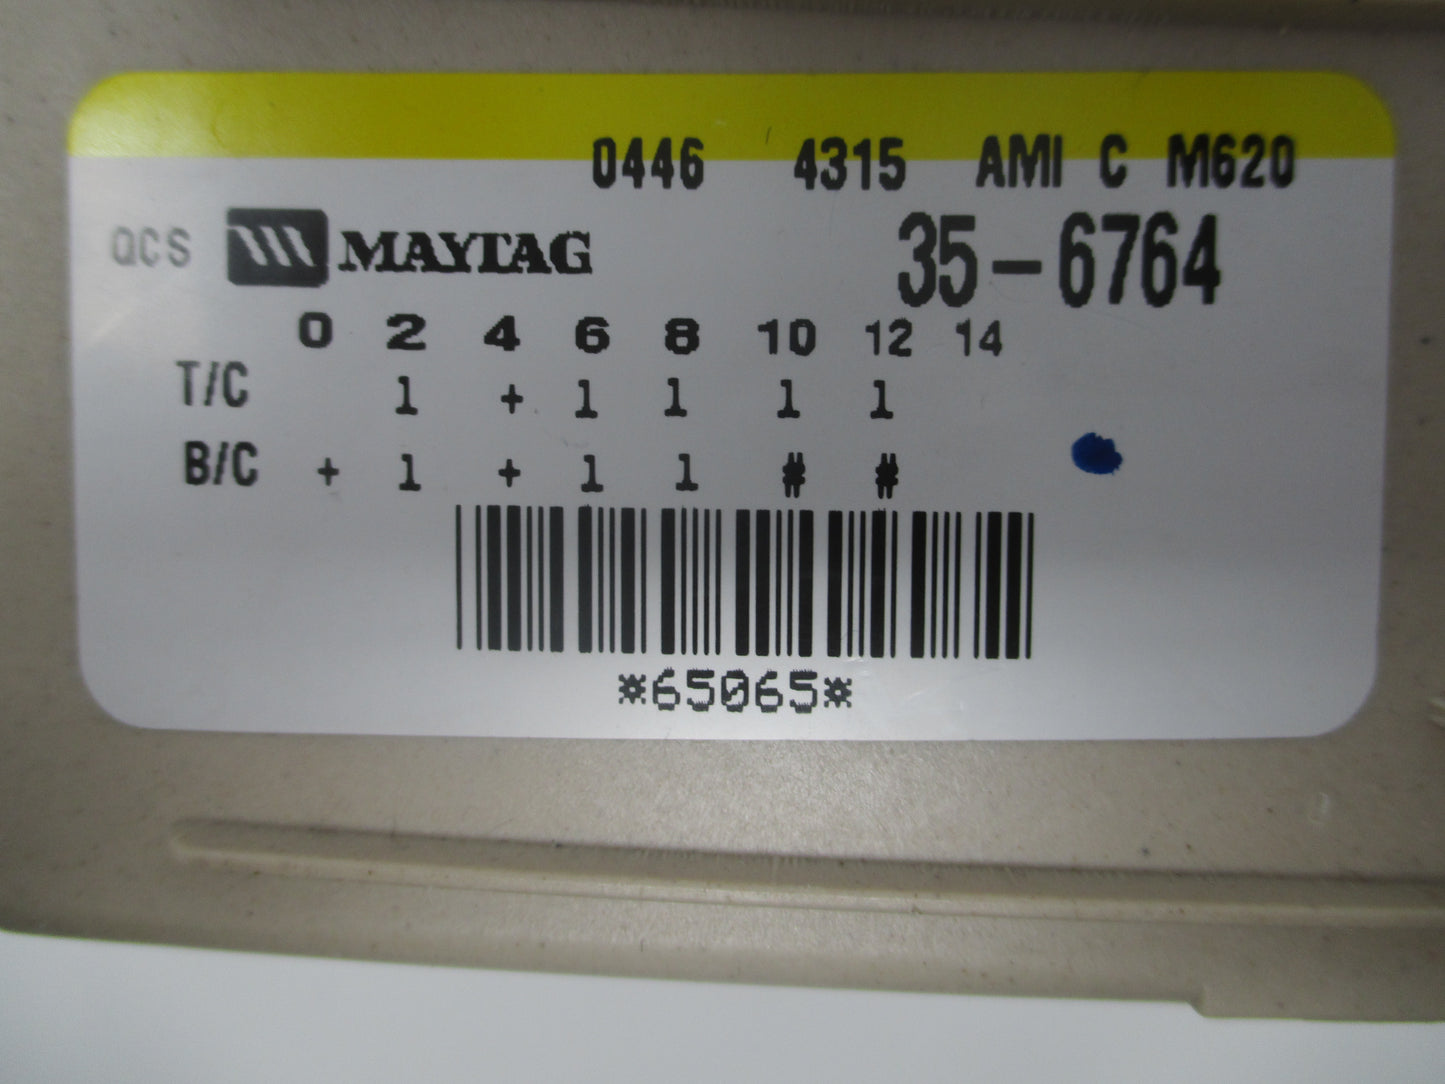 0446 4315 AMI C M620
QCS MAYTAG 35-6764
0 2 4 6 8 10 12 14
T/C 1 + 1 1 1 1
B/C + 1 + 1 1 # #
*65065*